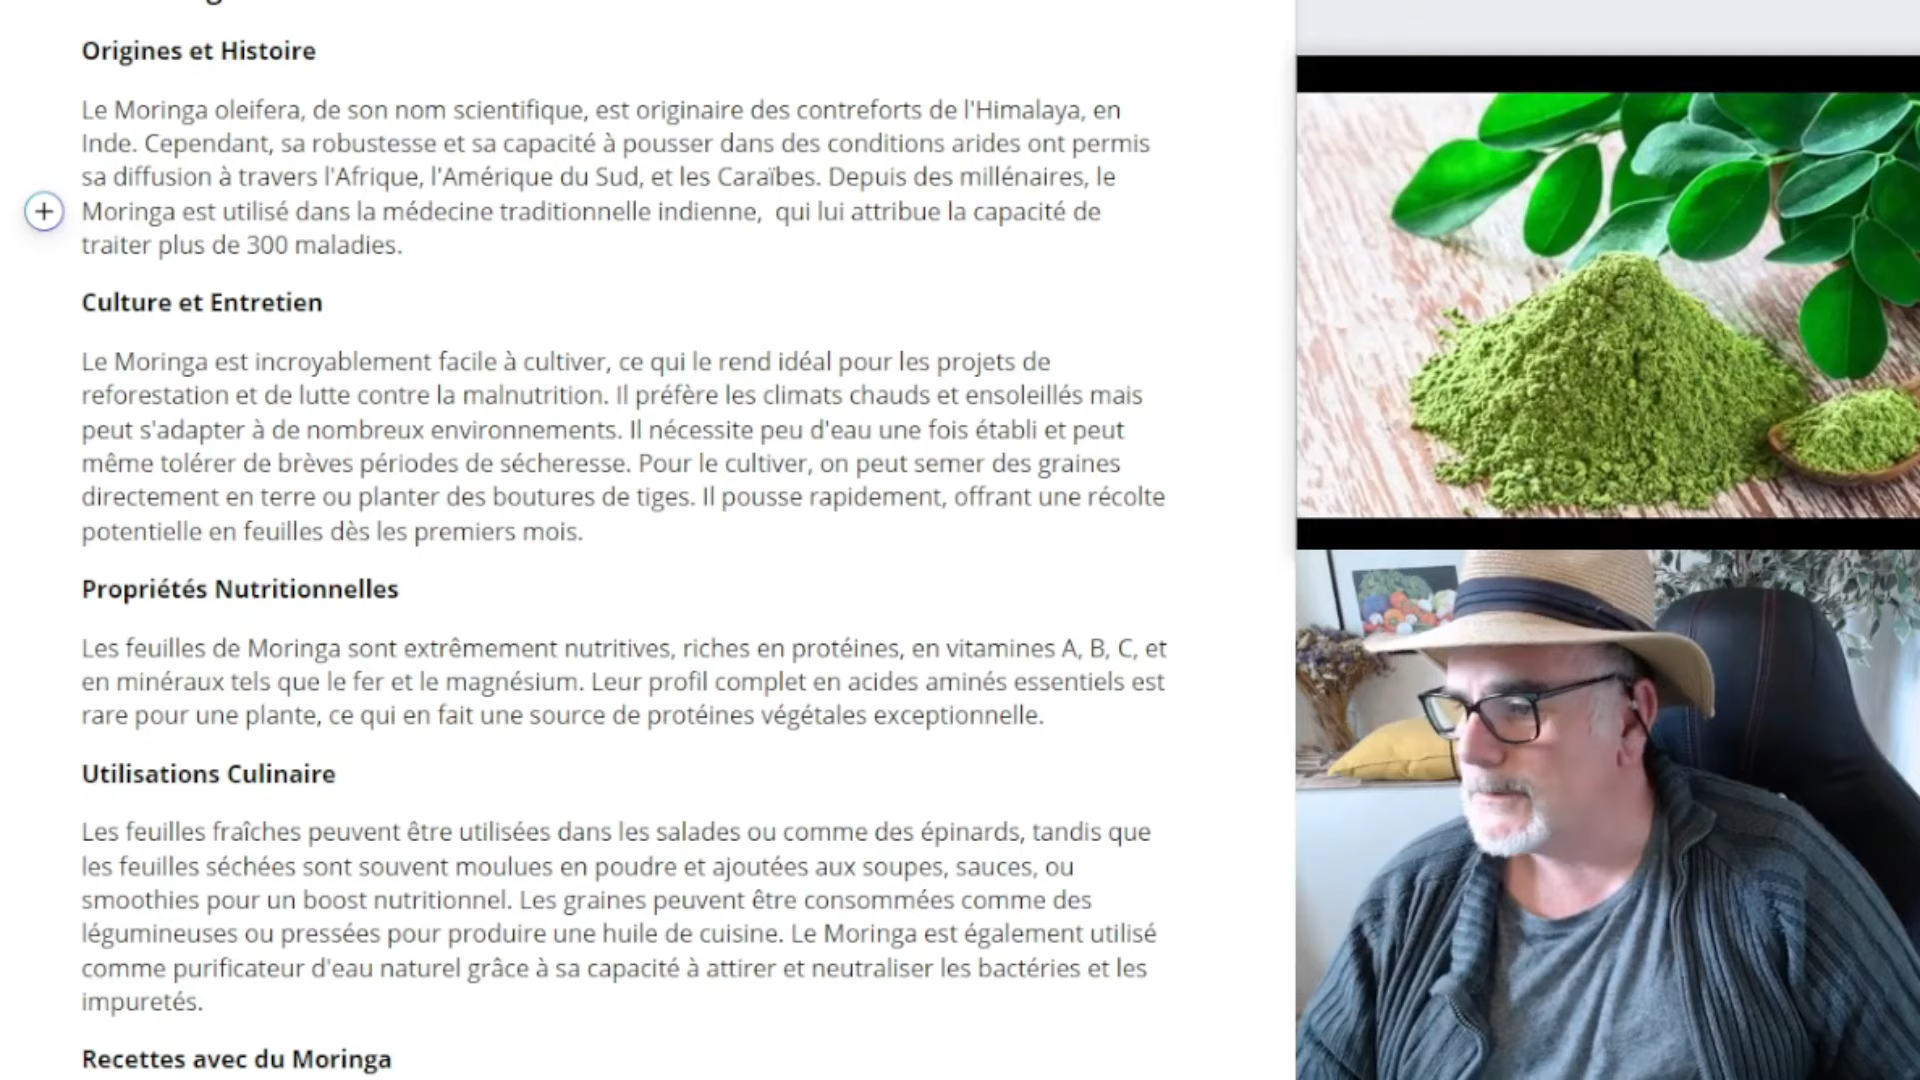 Origines et Histoire
Le Moringa oleifera, de son nom scientifique, est originaire des contreforts de l'Himalaya, en
Inde. Cependant, sa robustesse et sa capacité à pousser dans des conditions arides ont permis
sa diffusion à travers l'Afrique, l'Amérique du Sud, et les Caraïbes. Depuis des millénaires, le
Moringa est utilisé dans la médecine traditionnelle indienne,  qui lui attribue la capacité de
traiter plus de 300 maladies.
Culture et Entretien
Le Moringa est incroyablement facile à cultiver, ce qui le rend idéal pour les projets de
reforestation et de lutte contre la malnutrition. Il préfère les climats chauds et ensoleillés mais
peut s'adapter à de nombreux environnements. Il nécessite peu d'eau une fois établi et peut
même tolérer de brèves périodes de sécheresse. Pour le cultiver, on peut semer des graines
directement en terre ou planter des boutures de tiges. Il pousse rapidement, offrant une récolte
potentielle en feuilles dès les premiers mois.
Propriétés Nutritionnelles
Les feuilles de Moringa sont extrêmement nutritives, riches en protéines, en vitamines A, B, C, et
en minéraux tels que le fer et le magnésium. Leur profil complet en acides aminés essentiels est
rare pour une plante, ce qui en fait une source de protéines végétales exceptionnelle.
Utilisations Culinaire
Les feuilles fraîches peuvent être utilisées dans les salades ou comme des épinards, tandis que
les feuilles séchées sont souvent moulues en poudre et ajoutées aux soupes, sauces, ou
smoothies pour un boost nutritionnel. Les graines peuvent être consommées comme des
légumineuses ou pressées pour produire une huile de cuisine. Le Moringa est également utilisé
comme purificateur d'eau naturel grâce à sa capacité à attirer et neutraliser les bactéries et les
impuretés.
Recettes avec du Moringa